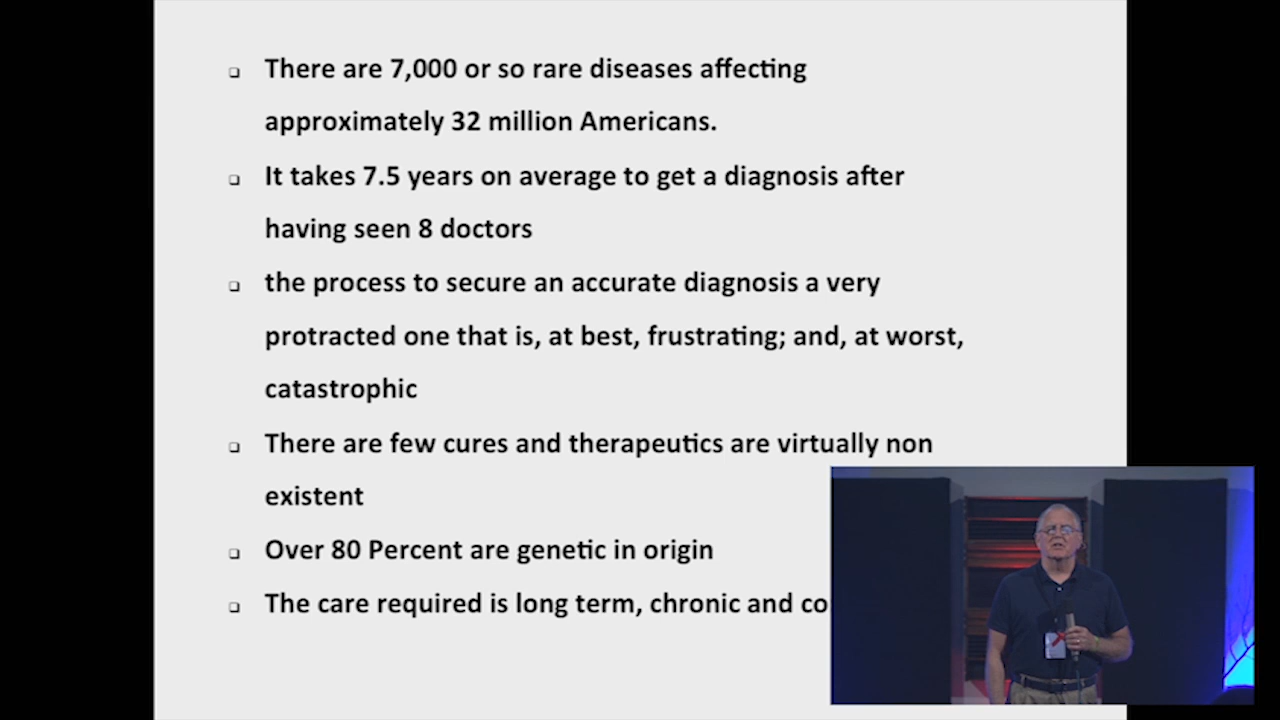 There are 7,000 or so rare diseases affecting
approximately 32 million Americans.
It takes 7.5 years on average to get a diagnosis after
having seen 8 doctors
the process to secure an accurate diagnosis a very
protracted one that is, at best, frustrating; and, at worst,
catastrophic
There are few cures and therapeutics are virtually non
existent
Over 80 Percent are genetic in origin
The care required is long term, chronic and